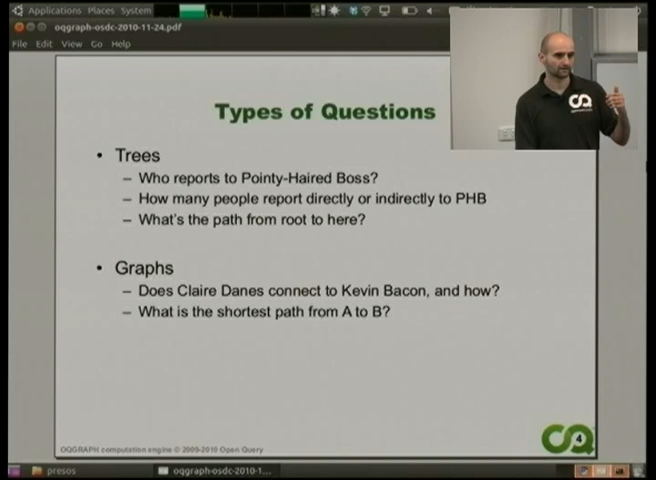 Applications Places System
oqgraph-osdc-2010-11-24.pdf
File Edit View Go Help
Types of Questions
• Trees
– Who reports to Pointy-Haired Boss?
– How many people report directly or indirectly to PHB
– What's the path from root to here?
• Graphs
– Does Claire Danes connect to Kevin Bacon, and how?
– What is the shortest path from A to B?
OQGRAPH computation engine © 2009-2010 Open Query
4
presos
oqgraph-osdc-2010-1...